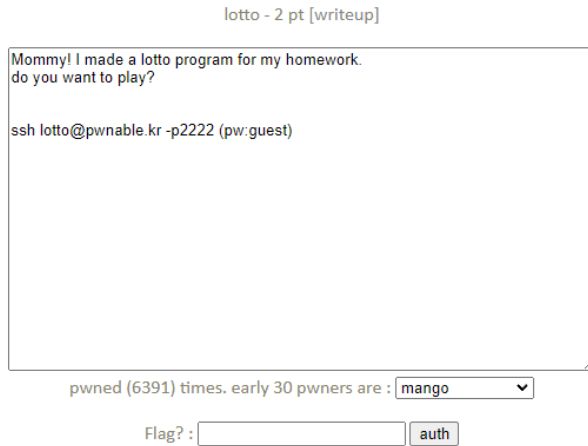 lotto - 2 pt [writeup]
Mommy! I made a lotto program for my homework.
do you want to play?
ssh lotto@pwnable.kr -p2222 (pw:guest)
pwned (6391) times. early 30 pwners are : mango
Flag? : auth